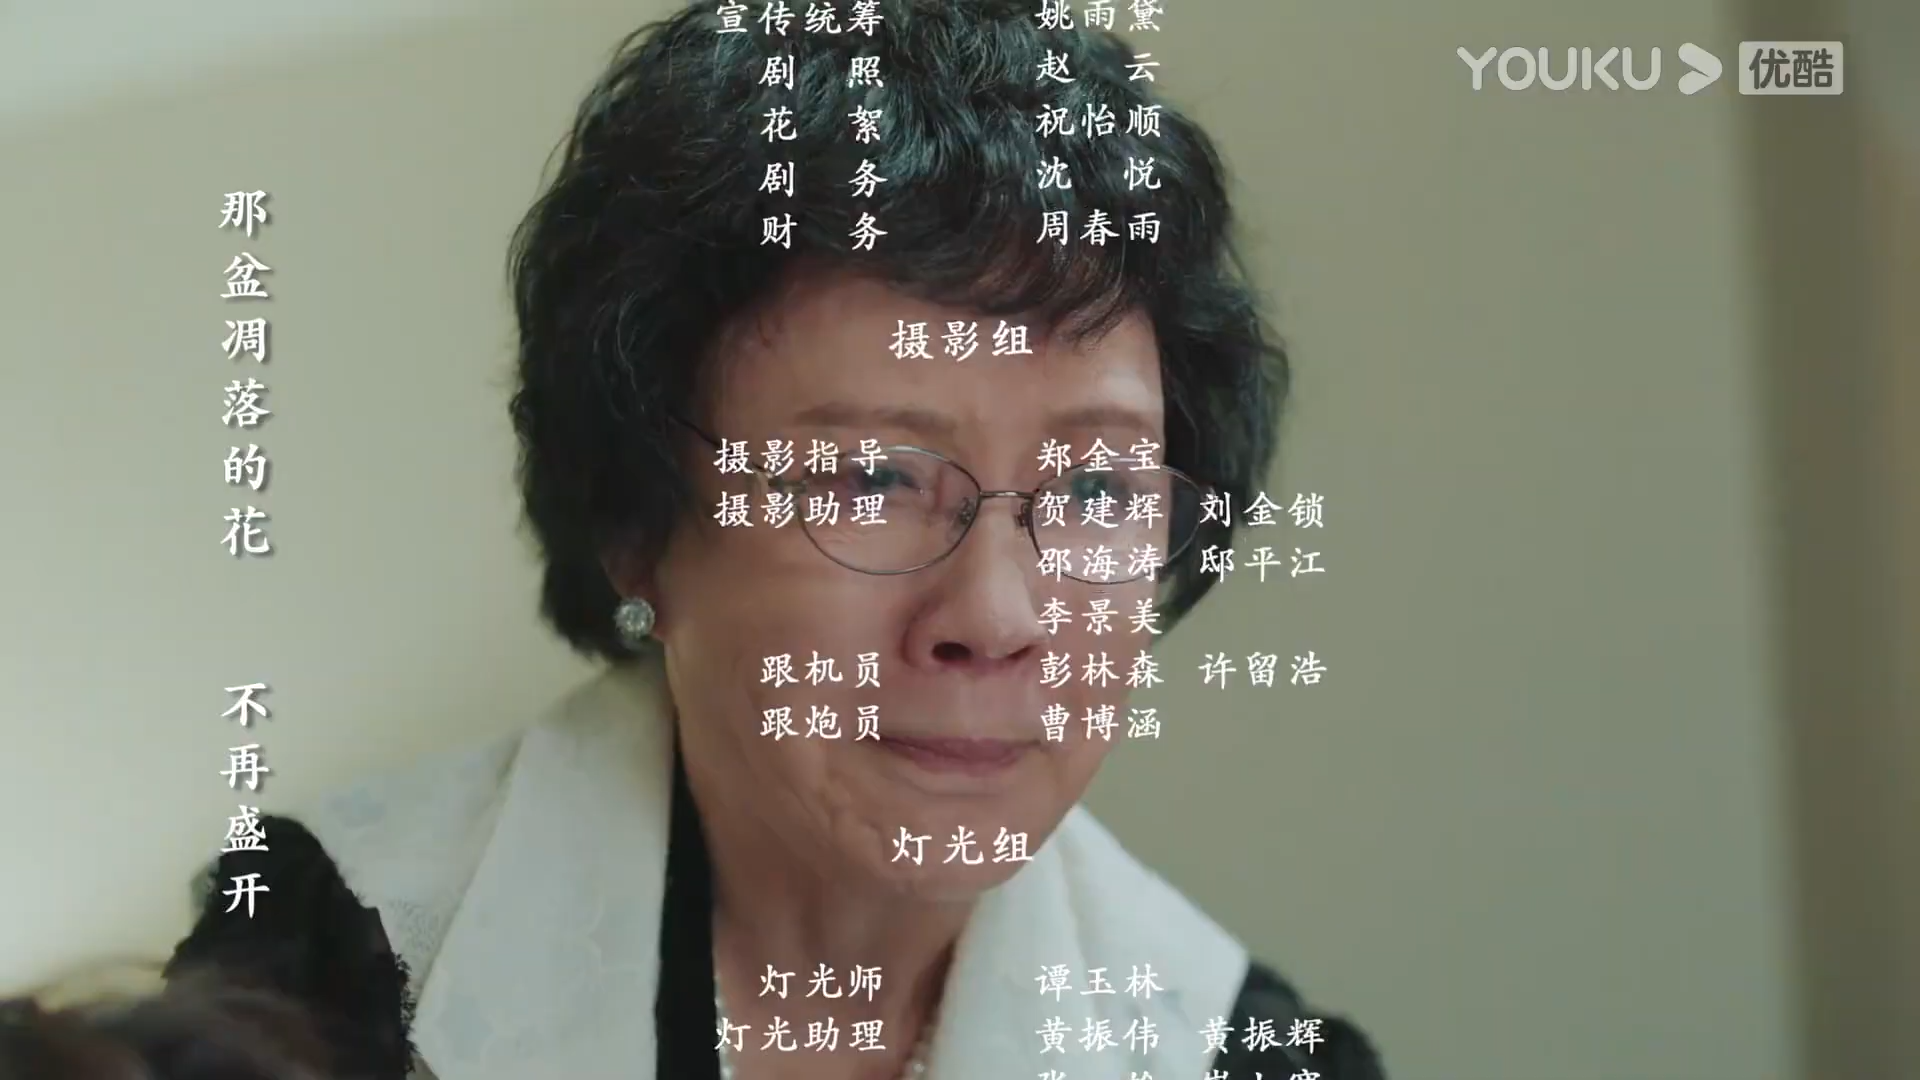 宣传统筹 姚雨黛
剧照 赵云
花絮 祝怡顺
剧务 沈悦
财务 周春雨
摄影组
摄影指导 郑金宝
摄影助理 贺建辉 刘金锁
邵海涛 邸平江
李景美
跟机员 彭林森 许留浩
跟炮员 曹博涵
灯光组
灯光师 谭玉林
灯光助理 黄振伟 黄振辉
那盆凋落的花 不再盛开
YOUKU 优酷